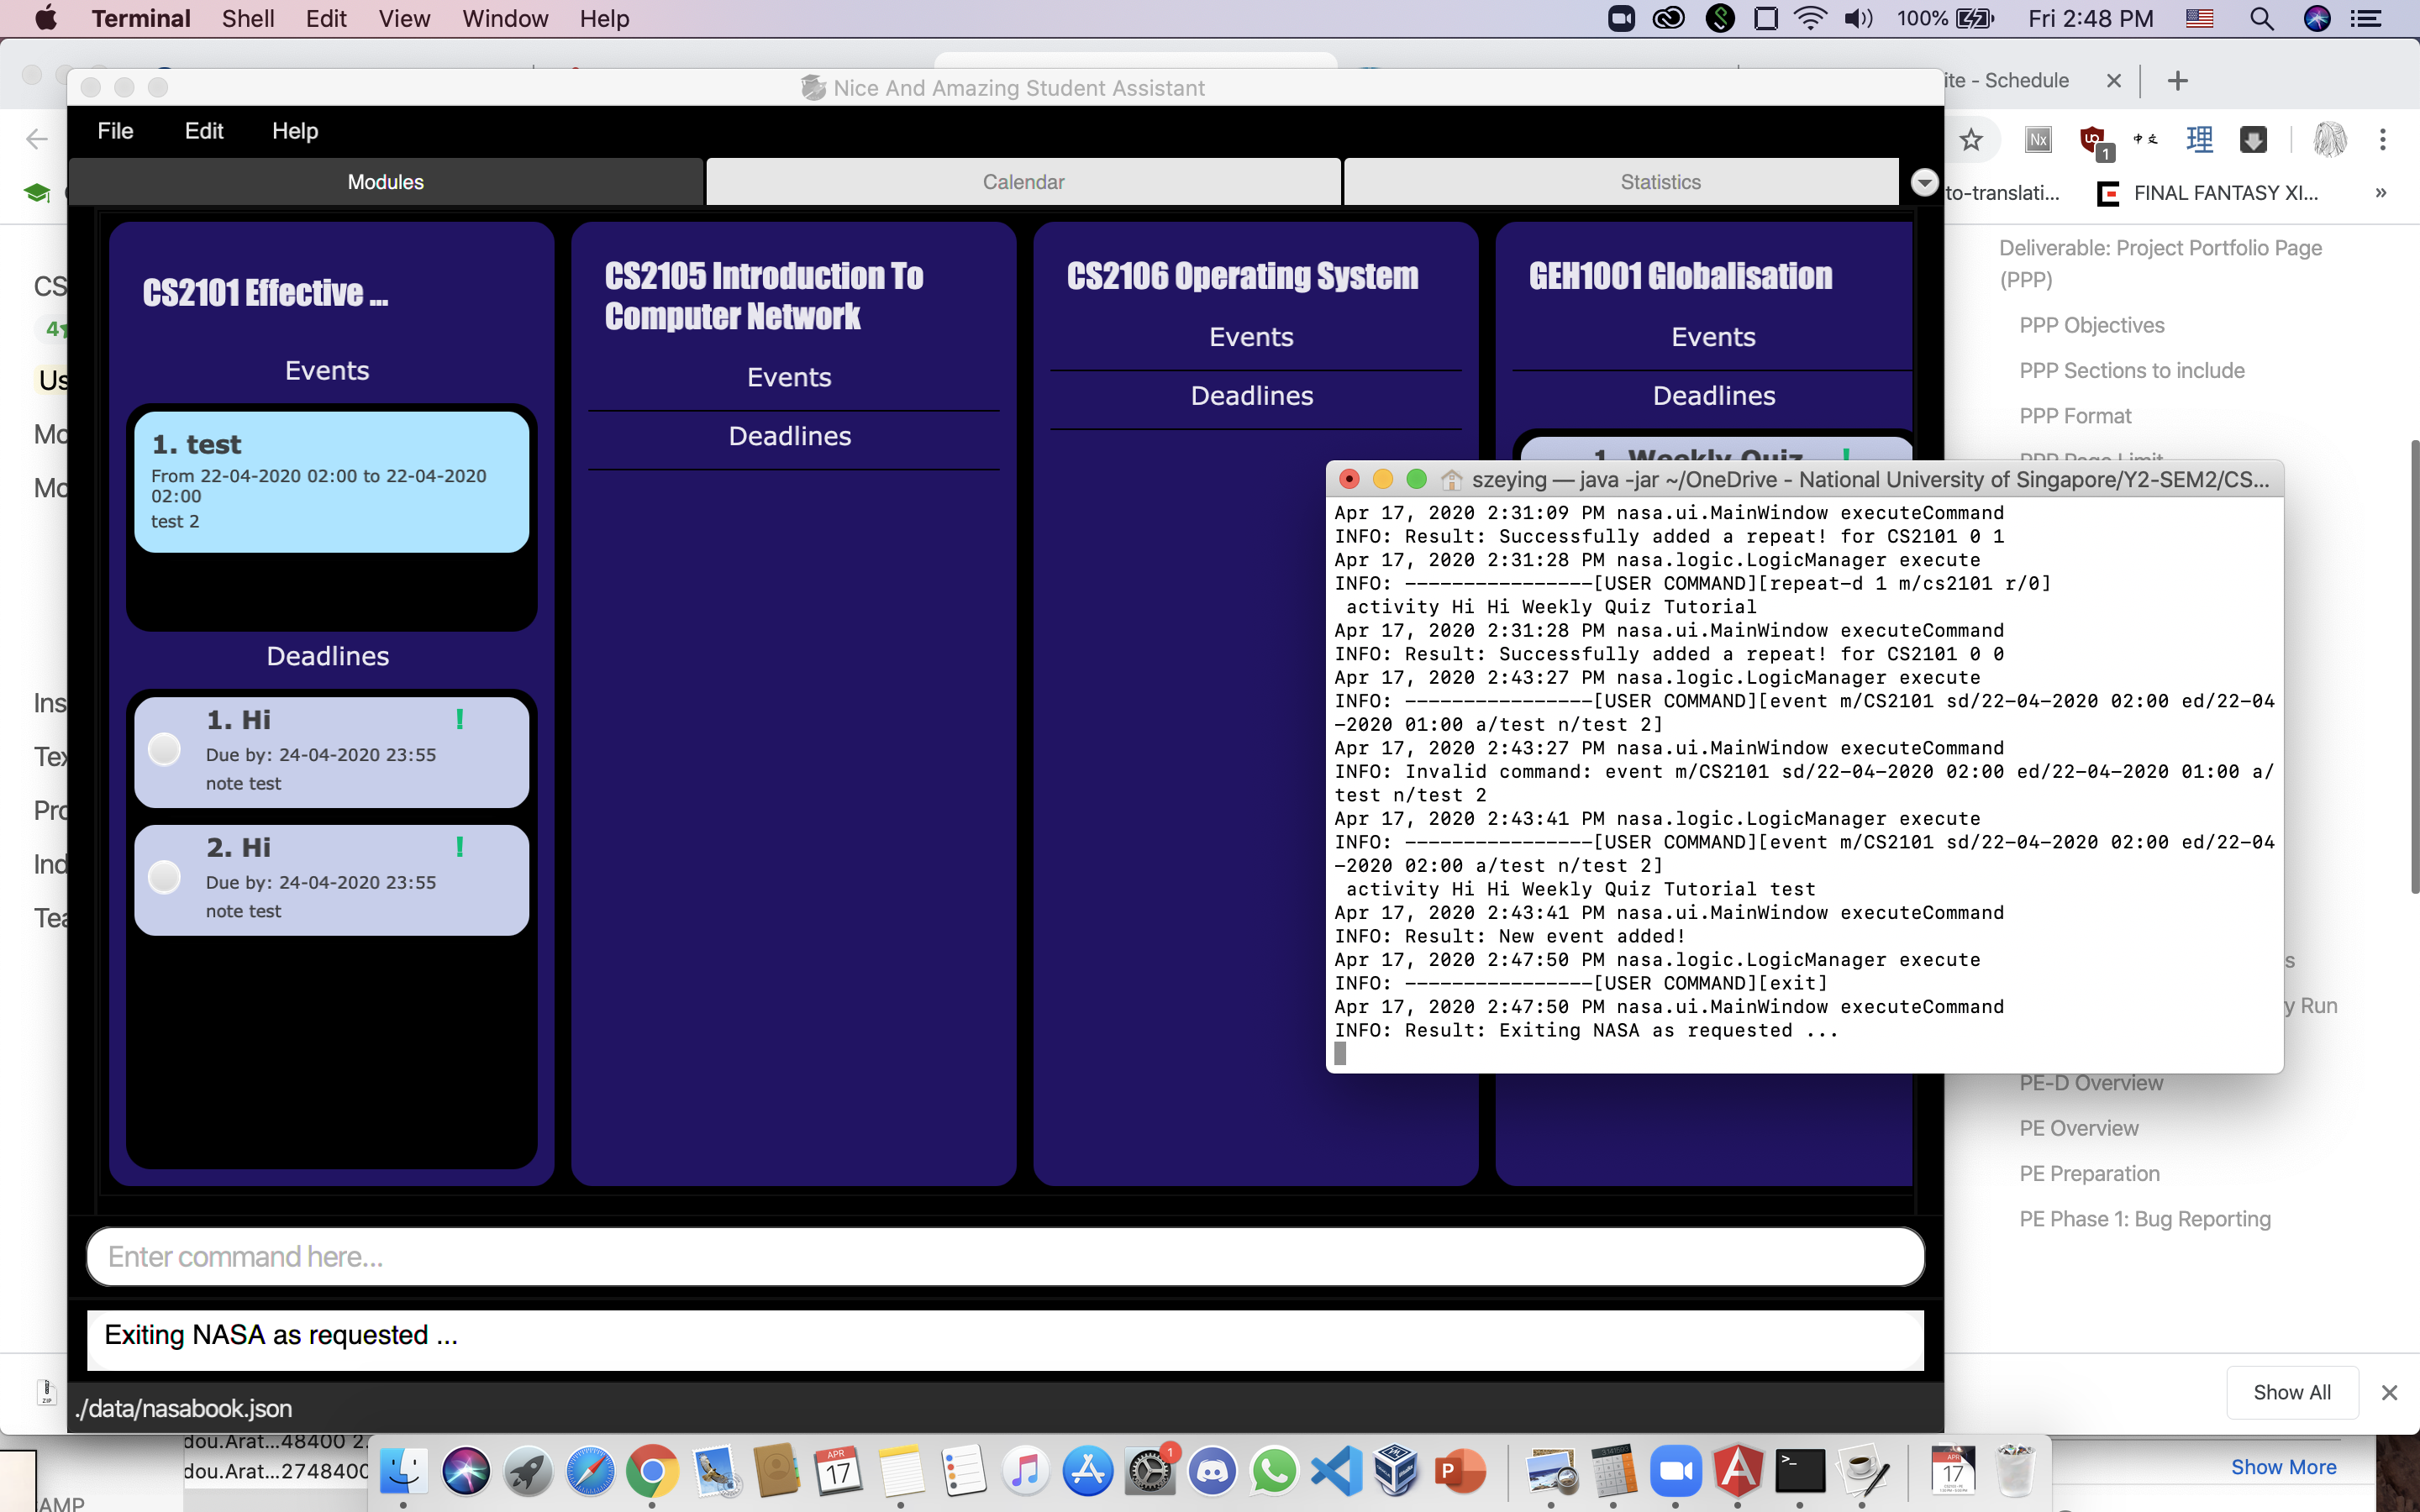 Terminal Shell Edit View Window Help 100% Fri 2:48 PM
Nice And Amazing Student Assistant
ite - Schedule
File Edit Help
Modules Calendar Statistics
to-translati... FINAL FANTASY XI...
CS2101 Effective ...
Events
1. test
From 22-04-2020 02:00 to 22-04-2020
02:00
test 2
Deadlines
1. Hi !
Due by: 24-04-2020 23:55
note test
2. Hi !
Due by: 24-04-2020 23:55
note test
CS2105 Introduction To
Computer Network
Events
Deadlines
CS2106 Operating System
Events
Deadlines
GEH1001 Globalisation
Events
Deadlines
1. Weekly Quiz !
szeying — java -jar ~/OneDrive - National University of Singapore/Y2-SEM2/CS...
Apr 17, 2020 2:31:09 PM nasa.ui.MainWindow executeCommand
INFO: Result: Successfully added a repeat! for CS2101 0 1
Apr 17, 2020 2:31:28 PM nasa.logic.LogicManager execute
INFO: ----------------[USER COMMAND][repeat-d 1 m/cs2101 r/0]
activity Hi Hi Weekly Quiz Tutorial
Apr 17, 2020 2:31:28 PM nasa.ui.MainWindow executeCommand
INFO: Result: Successfully added a repeat! for CS2101 0 0
Apr 17, 2020 2:43:27 PM nasa.logic.LogicManager execute
INFO: ----------------[USER COMMAND][event m/CS2101 sd/22-04-2020 02:00 ed/22-04
-2020 01:00 a/test n/test 2]
Apr 17, 2020 2:43:27 PM nasa.ui.MainWindow executeCommand
INFO: Invalid command: event m/CS2101 sd/22-04-2020 02:00 ed/22-04-2020 01:00 a/
test n/test 2
Apr 17, 2020 2:43:41 PM nasa.logic.LogicManager execute
INFO: ----------------[USER COMMAND][event m/CS2101 sd/22-04-2020 02:00 ed/22-04
-2020 02:00 a/test n/test 2]
activity Hi Hi Weekly Quiz Tutorial test
Apr 17, 2020 2:43:41 PM nasa.ui.MainWindow executeCommand
INFO: Result: New event added!
Apr 17, 2020 2:47:50 PM nasa.logic.LogicManager execute
INFO: ----------------[USER COMMAND][exit]
Apr 17, 2020 2:47:50 PM nasa.ui.MainWindow executeCommand
INFO: Result: Exiting NASA as requested ...
Enter command here...
Exiting NASA as requested ...
./data/nasabook.json
CS
4
Us
Mo
Mo
Ins
Tex
Pro
Ind
Tea
Deliverable: Project Portfolio Page
(PPP)
PPP Objectives
PPP Sections to include
PPP Format
PPP Page Limit
s
y Run
PE-D Overview
PE Overview
PE Preparation
PE Phase 1: Bug Reporting
Show All
Show More
dou.Arat...48400 2.
dou.Arat...2748400
AMP
APR
17
APR
17